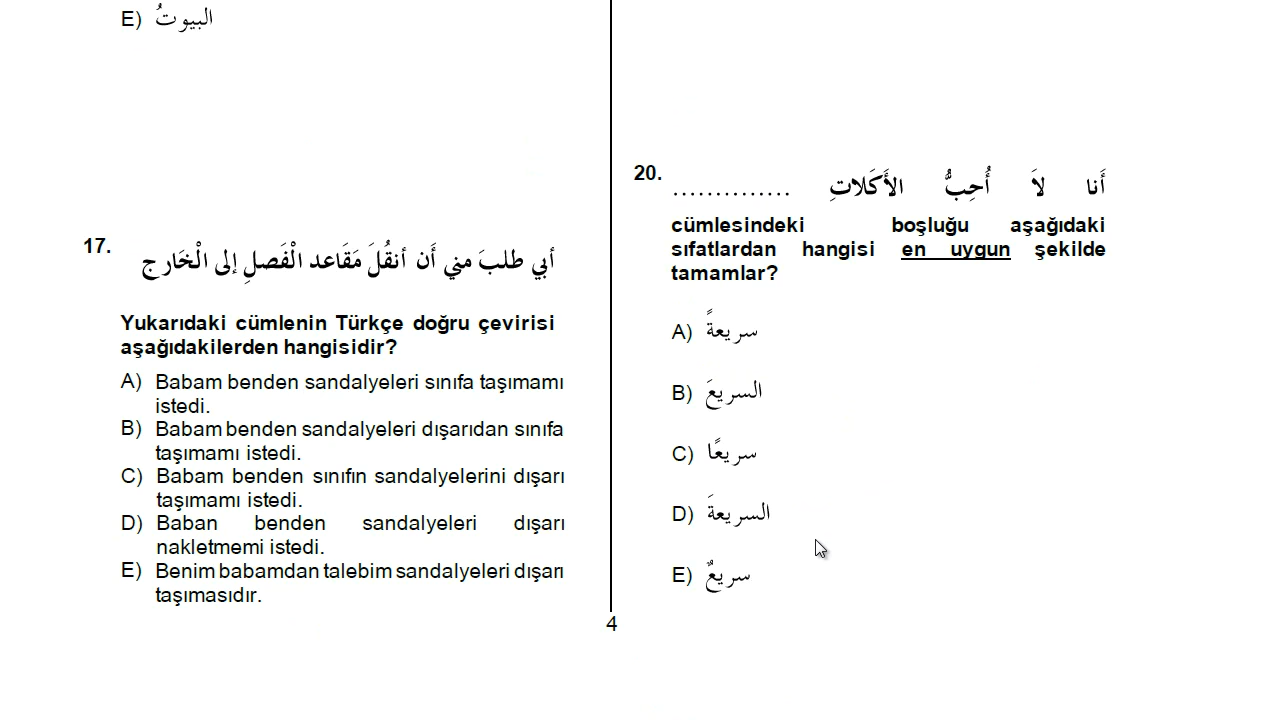 E) البيوتُ
17. أبي طلبَ مني أَن أنقُلَ مَقَاعد الْفَصلِ إلى الْخَارج
Yukarıdaki cümlenin Türkçe doğru çevirisi
aşağıdakilerden hangisidir?
A) Babam benden sandalyeleri sınıfa taşımamı
istedi.
B) Babam benden sandalyeleri dışarıdan sınıfa
taşımamı istedi.
C) Babam benden sınıfın sandalyelerini dışarı
taşımamı istedi.
D) Baban benden sandalyeleri dışarı
nakletmemi istedi.
E) Benim babamdan talebim sandalyeleri dışarı
taşımasıdır.
20. أَنا لاَ أُحِبُّ الأَكَلاتِ ..............
cümlesindeki boşluğu aşağıdaki
sıfatlardan hangisi en uygun şekilde
tamamlar?
A) سريعةً
B) السريعَ
C) سريعًا
D) السريعةَ
E) سريعٌ
4